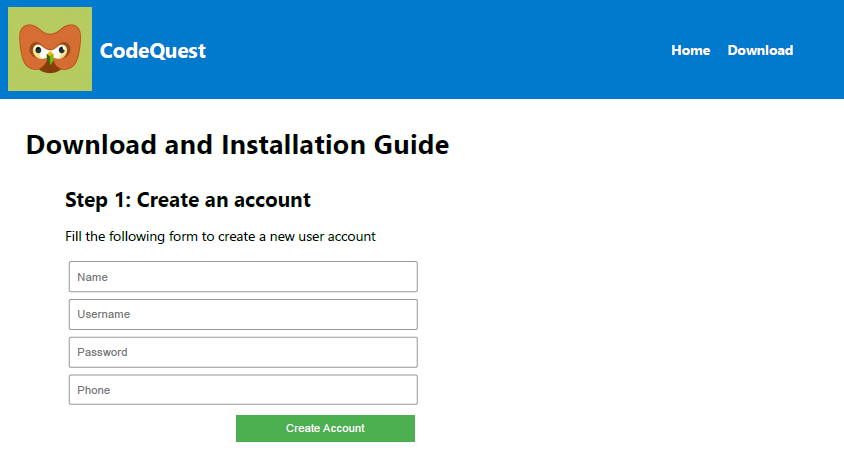 CodeQuest
Home Download
Download and Installation Guide
Step 1: Create an account
Fill the following form to create a new user account
Name
Username
Password
Phone
Create Account